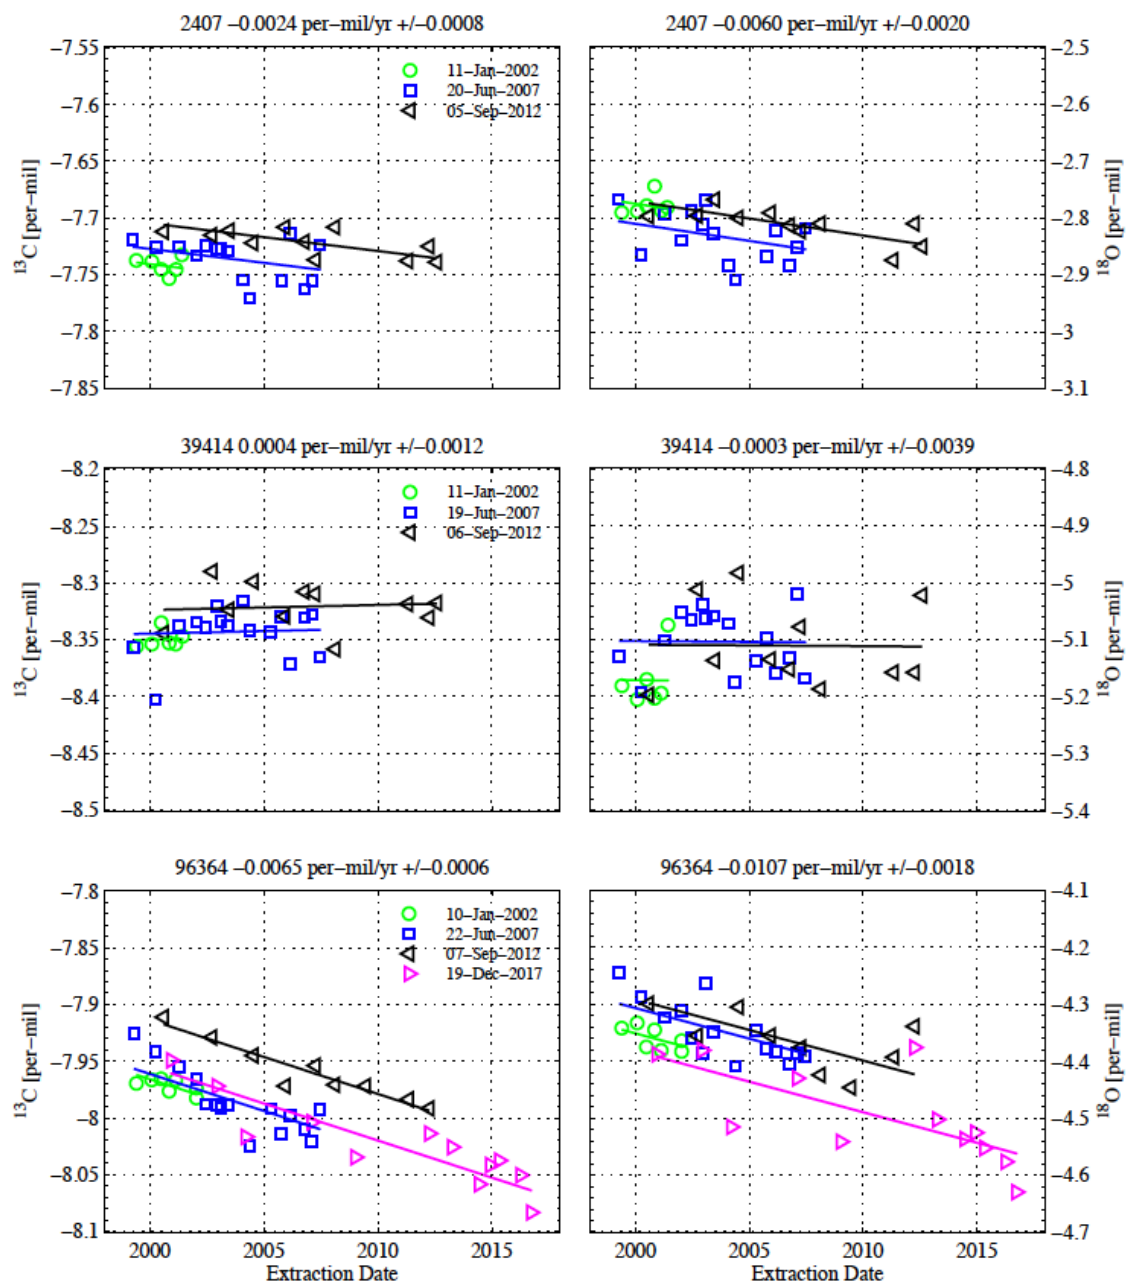 2407 −0.0024 per−mil/yr +/−0.0008
−7.55
−7.6
−7.65
−7.7
−7.75
−7.8
−7.85
13C [per−mil]
11−Jan−2002
20−Jun−2007
05−Sep−2012
2407 −0.0060 per−mil/yr +/−0.0020
−2.5
−2.6
−2.7
−2.8
−2.9
−3
−3.1
18O [per−mil]
39414 0.0004 per−mil/yr +/−0.0012
−8.2
−8.25
−8.3
−8.35
−8.4
−8.45
−8.5
13C [per−mil]
11−Jan−2002
19−Jun−2007
06−Sep−2012
39414 −0.0003 per−mil/yr +/−0.0039
−4.8
−4.9
−5
−5.1
−5.2
−5.3
−5.4
18O [per−mil]
96364 −0.0065 per−mil/yr +/−0.0006
−7.8
−7.85
−7.9
−7.95
−8
−8.05
−8.1
13C [per−mil]
10−Jan−2002
22−Jun−2007
07−Sep−2012
19−Dec−2017
2000 2005 2010 2015
Extraction Date
96364 −0.0107 per−mil/yr +/−0.0018
−4.1
−4.2
−4.3
−4.4
−4.5
−4.6
−4.7
18O [per−mil]
2000 2005 2010 2015
Extraction Date